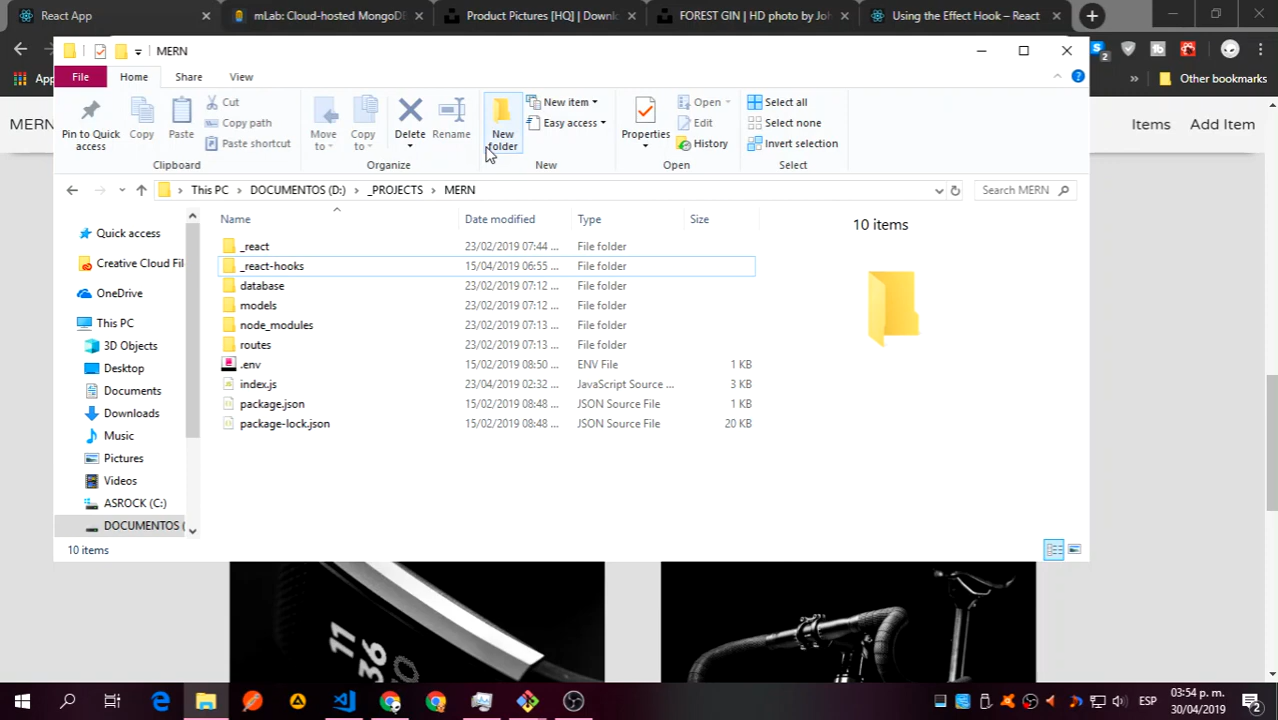 React App
mLab: Cloud-hosted MongoDB
Product Pictures [HQ] | Downl
FOREST GIN | HD photo by Joh
Using the Effect Hook – React
App
2
Other bookmarks
MERN
Items
Add Item
MERN
File
Home
Share
View
Pin to Quick access
Copy
Paste
Cut
Copy path
Paste shortcut
Clipboard
Move to
Copy to
Delete
Rename
Organize
New folder
New item
Easy access
New
Properties
Open
Edit
History
Open
Select all
Select none
Invert selection
Select
This PC
DOCUMENTOS (D:)
_PROJECTS
MERN
Search MERN
Name
Date modified
Type
Size
_react 23/02/2019 07:44 ... File folder
_react-hooks 15/04/2019 06:55 ... File folder
database 23/02/2019 07:12 ... File folder
models 23/02/2019 07:12 ... File folder
node_modules 23/02/2019 07:13 ... File folder
routes 23/02/2019 07:13 ... File folder
.env 15/02/2019 08:50 ... ENV File 1 KB
index.js 23/04/2019 02:32 ... JavaScript Source ... 3 KB
package.json 15/02/2019 08:48 ... JSON Source File 1 KB
package-lock.json 15/02/2019 08:48 ... JSON Source File 20 KB
10 items
Quick access
Creative Cloud Fil
OneDrive
This PC
3D Objects
Desktop
Documents
Downloads
Music
Pictures
Videos
ASROCK (C:)
DOCUMENTOS (
10 items
11
36
ESP
03:54 p. m.
30/04/2019
2